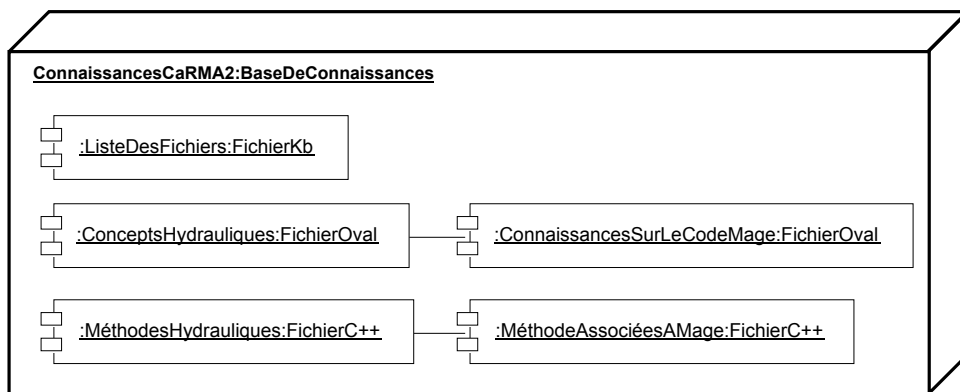 ConnaissancesCaRMA2:BaseDeConnaissances
:ListeDesFichiers:FichierKb
:ConceptsHydrauliques:FichierOval
:ConnaissancesSurLeCodeMage:FichierOval
:MéthodesHydrauliques:FichierC++
:MéthodeAssociéesAMage:FichierC++